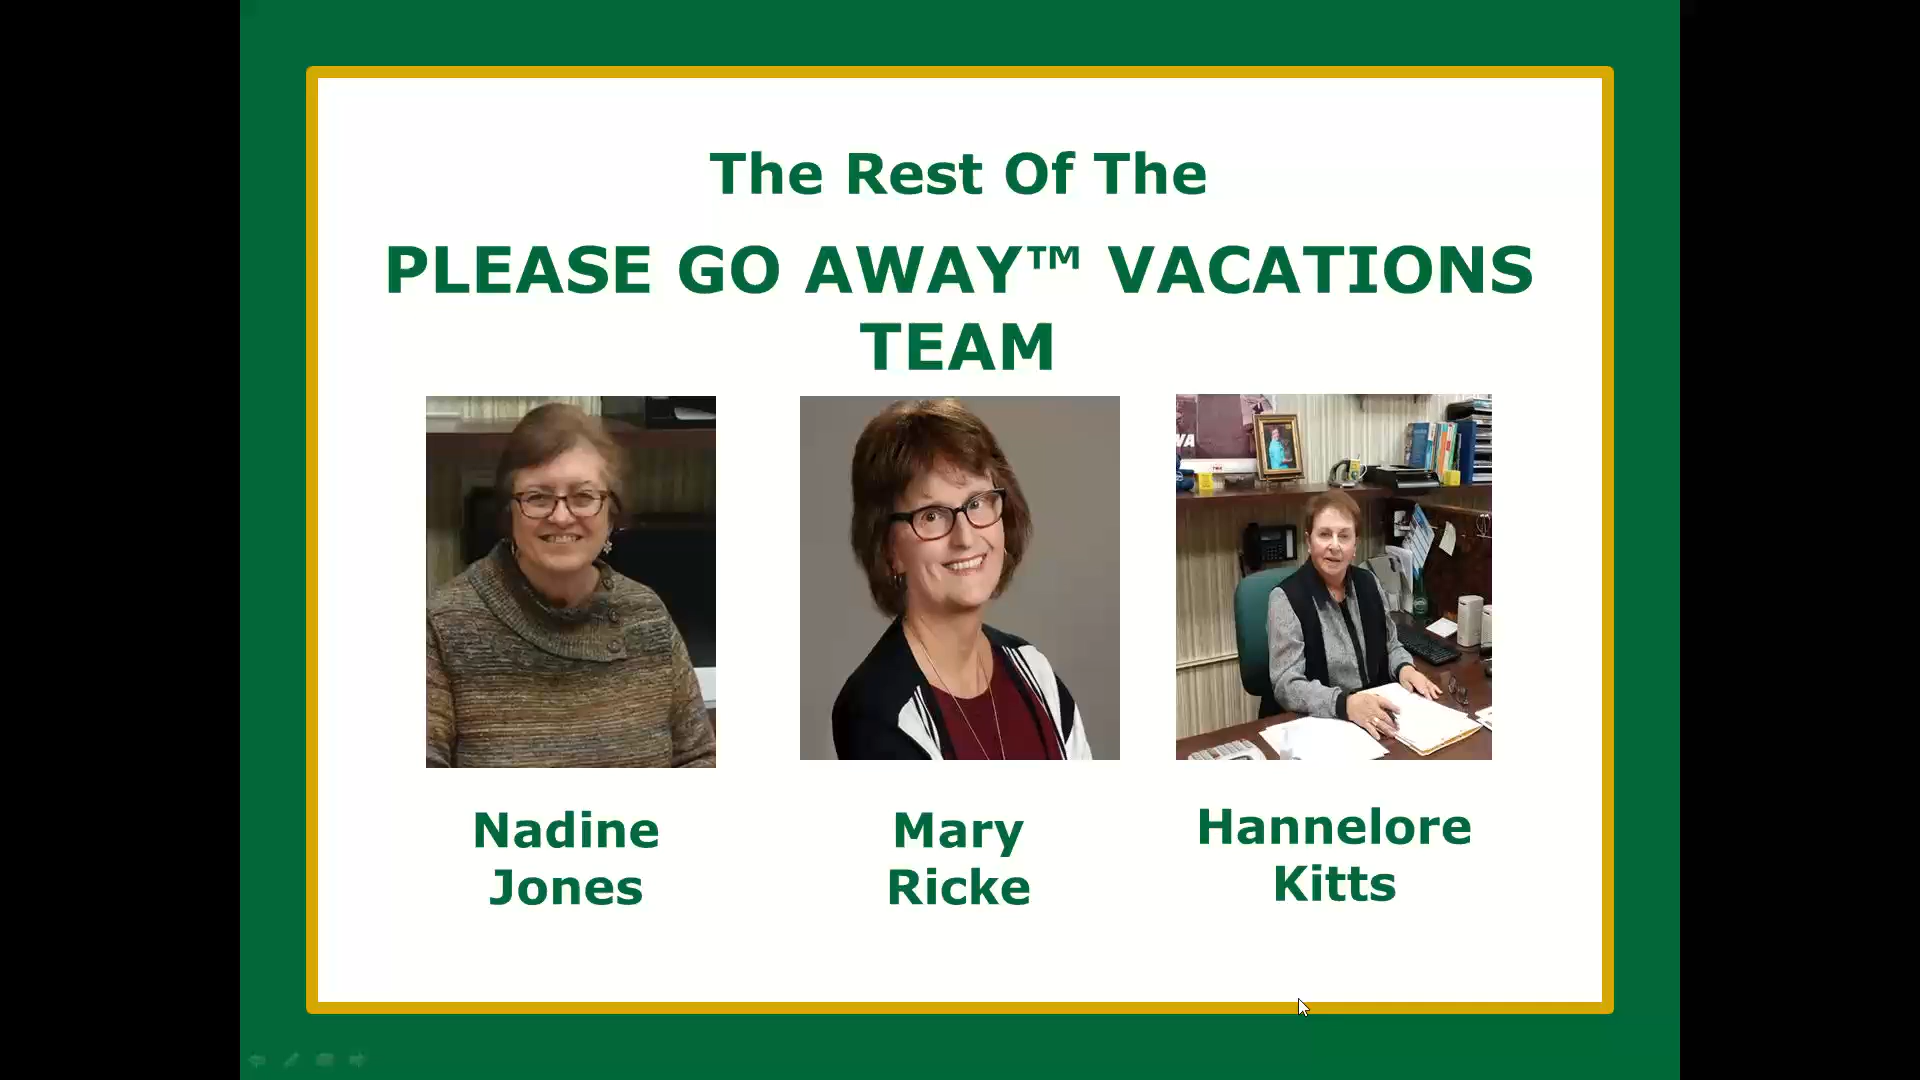 The Rest Of The
PLEASE GO AWAY™ VACATIONS
TEAM
Nadine
Jones
Mary
Ricke
Hannelore
Kitts